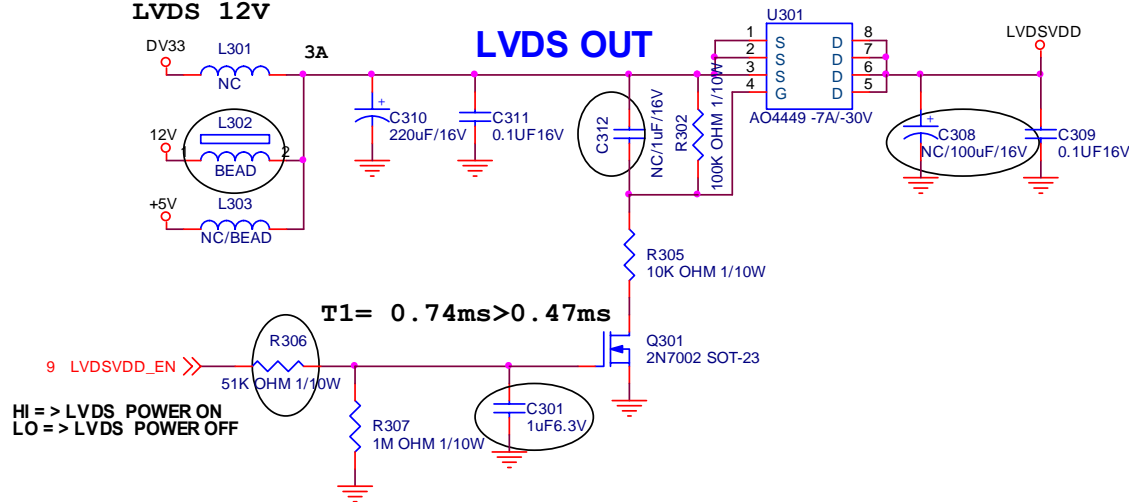 LVDS 12V
DV33
L301
NC
3A
LVDS OUT
12V
L302
1
2
BEAD
+5V
L303
NC/BEAD
C310
220uF/16V
C311
0.1UF16V
C312
NC/1uF/16V
R302
100K OHM 1/10W
U301
1
2
3
4
S
S
S
G
D
D
D
D
8
7
6
5
AO4449 -7A/-30V
LVDSVDD
C308
NC/100uF/16V
C309
0.1UF16V
R305
10K OHM 1/10W
T1= 0.74ms>0.47ms
Q301
2N7002 SOT-23
9 LVDSVDD_EN
R306
51K OHM 1/10W
HI = > LVDS POWER ON
LO = > LVDS POWER OFF
R307
1M OHM 1/10W
C301
1uF6.3V